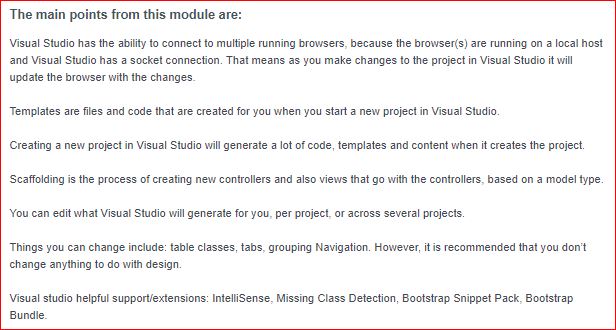 The main points from this module are:
Visual Studio has the ability to connect to multiple running browsers, because the browser(s) are running on a local host
and Visual Studio has a socket connection. That means as you make changes to the project in Visual Studio it will
update the browser with the changes.
Templates are files and code that are created for you when you start a new project in Visual Studio.
Creating a new project in Visual Studio will generate a lot of code, templates and content when it creates the project.
Scaffolding is the process of creating new controllers and also views that go with the controllers, based on a model type.
You can edit what Visual Studio will generate for you, per project, or across several projects.
Things you can change include: table classes, tabs, grouping Navigation. However, it is recommended that you don’t
change anything to do with design.
Visual studio helpful support/extensions: IntelliSense, Missing Class Detection, Bootstrap Snippet Pack, Bootstrap
Bundle.